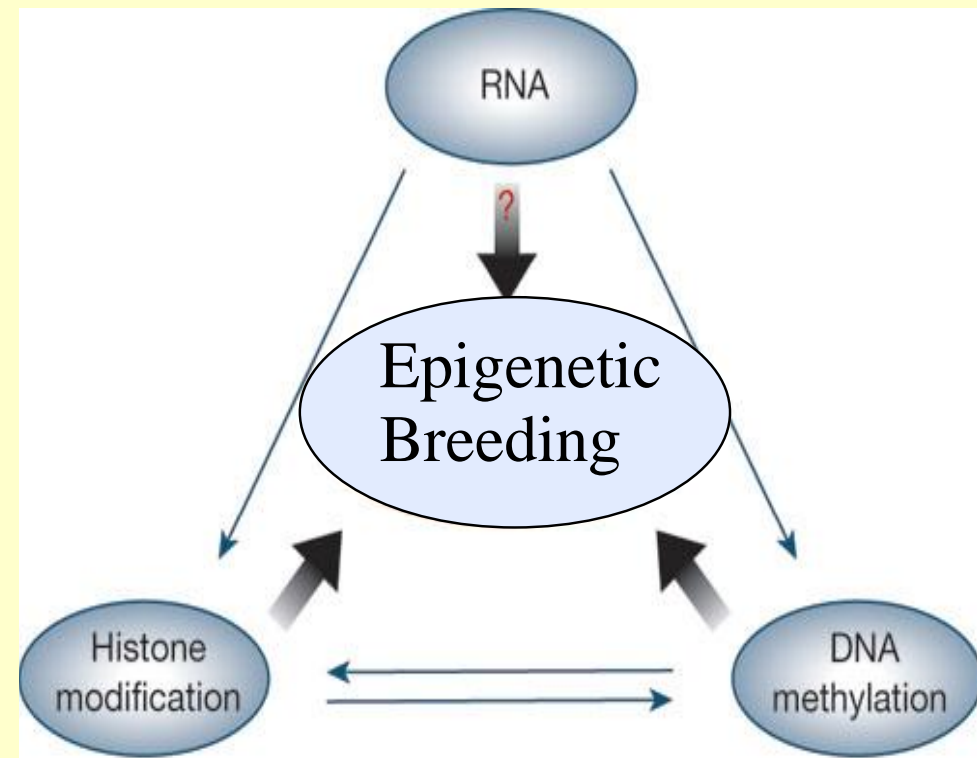 RNA
?
Epigenetic
Breeding
Histone
modification
DNA
methylation